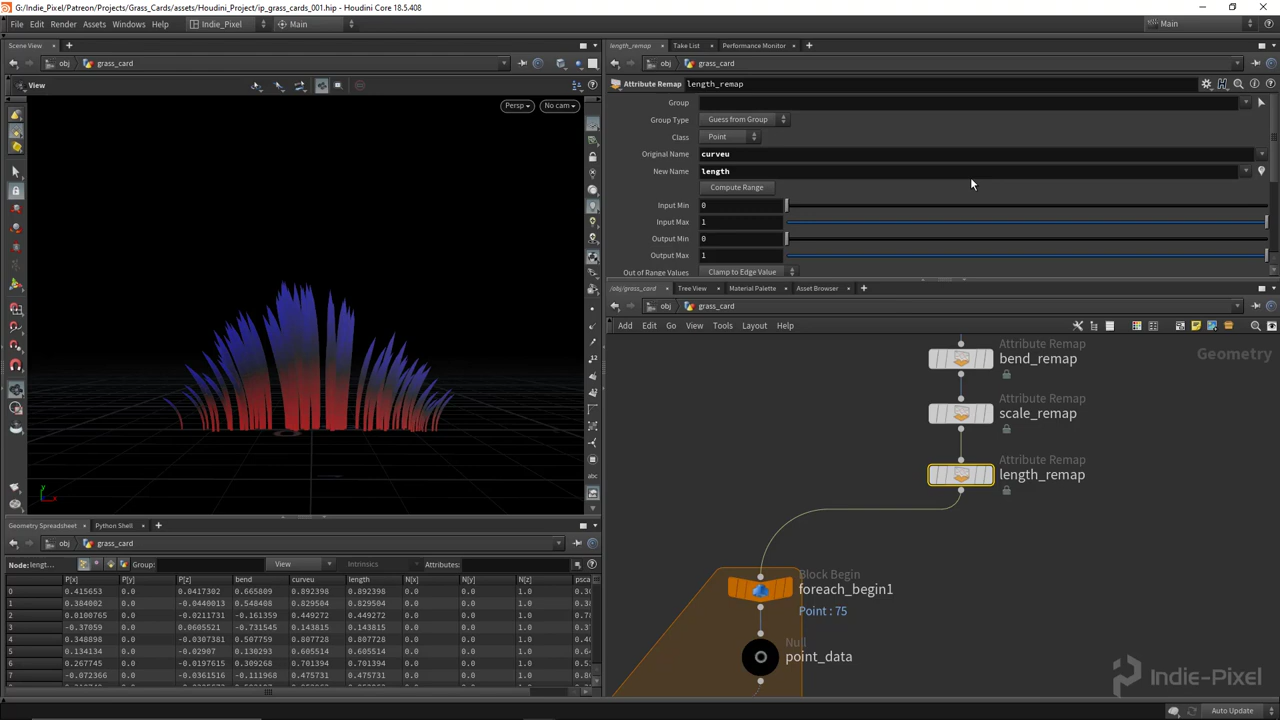 G:/Indie_Pixel/Patreon/Projects/Grass_Cards/assets/Houdini_Project/ip_grass_cards_001.hip - Houdini Core 18.5.408
File Edit Render Assets Windows Help Indie_Pixel Main Main
Scene View
obj grass_card
View
Persp No cam
length_remap Take List Performance Monitor
obj grass_card
Attribute Remap length_remap
Group
Group Type Guess from Group
Class Point
Original Name curveu
New Name length
Compute Range
Input Min 0
Input Max 1
Output Min 0
Output Max 1
Out of Range Values Clamp to Edge Value
/obj/grass_card Tree View Material Palette Asset Browser
obj grass_card
Add Edit Go View Tools Layout Help
Geometry
Attribute Remap
bend_remap
Attribute Remap
scale_remap
Attribute Remap
length_remap
Block Begin
foreach_begin1
Point : 75
Null
point_data
Indie-Pixel
Geometry Spreadsheet Python Shell
obj grass_card
Node: lengt... Group: View Intrinsics Attributes:
P[x] P[y] P[z] bend curveu length N[x] N[y] N[z]
0 0.415653 0.0 0.0417302 0.665809 0.892398 0.892398 0.0 0.0 1.0
1 0.384002 0.0 -0.0440013 0.548408 0.829504 0.829504 0.0 0.0 1.0
2 0.0100765 0.0 -0.0211731 -0.161359 0.449272 0.449272 0.0 0.0 1.0
3 -0.37059 0.0 0.0605521 -0.731545 0.143815 0.143815 0.0 0.0 1.0
4 0.348898 0.0 -0.0307381 0.507759 0.807728 0.807728 0.0 0.0 1.0
5 0.134134 0.0 -0.02907 0.130293 0.605514 0.605514 0.0 0.0 1.0
6 0.267745 0.0 -0.0197615 0.309268 0.701394 0.701394 0.0 0.0 1.0
7 -0.072366 0.0 -0.0361516 -0.111968 0.475731 0.475731 0.0 0.0 1.0
Auto Update